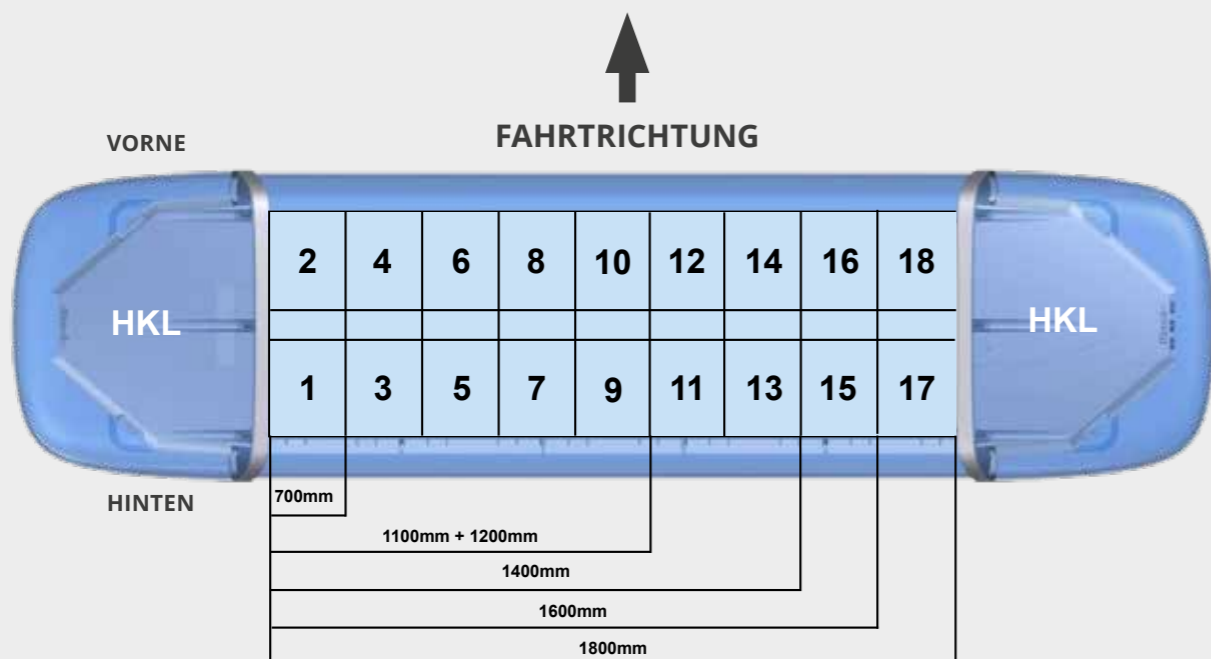 FAHRTRICHTUNG
VORNE
2 4 6 8 10 12 14 16 18
HKL HKL
1 3 5 7 9 11 13 15 17
HINTEN
700mm
1100mm + 1200mm
1400mm
1600mm
1800mm